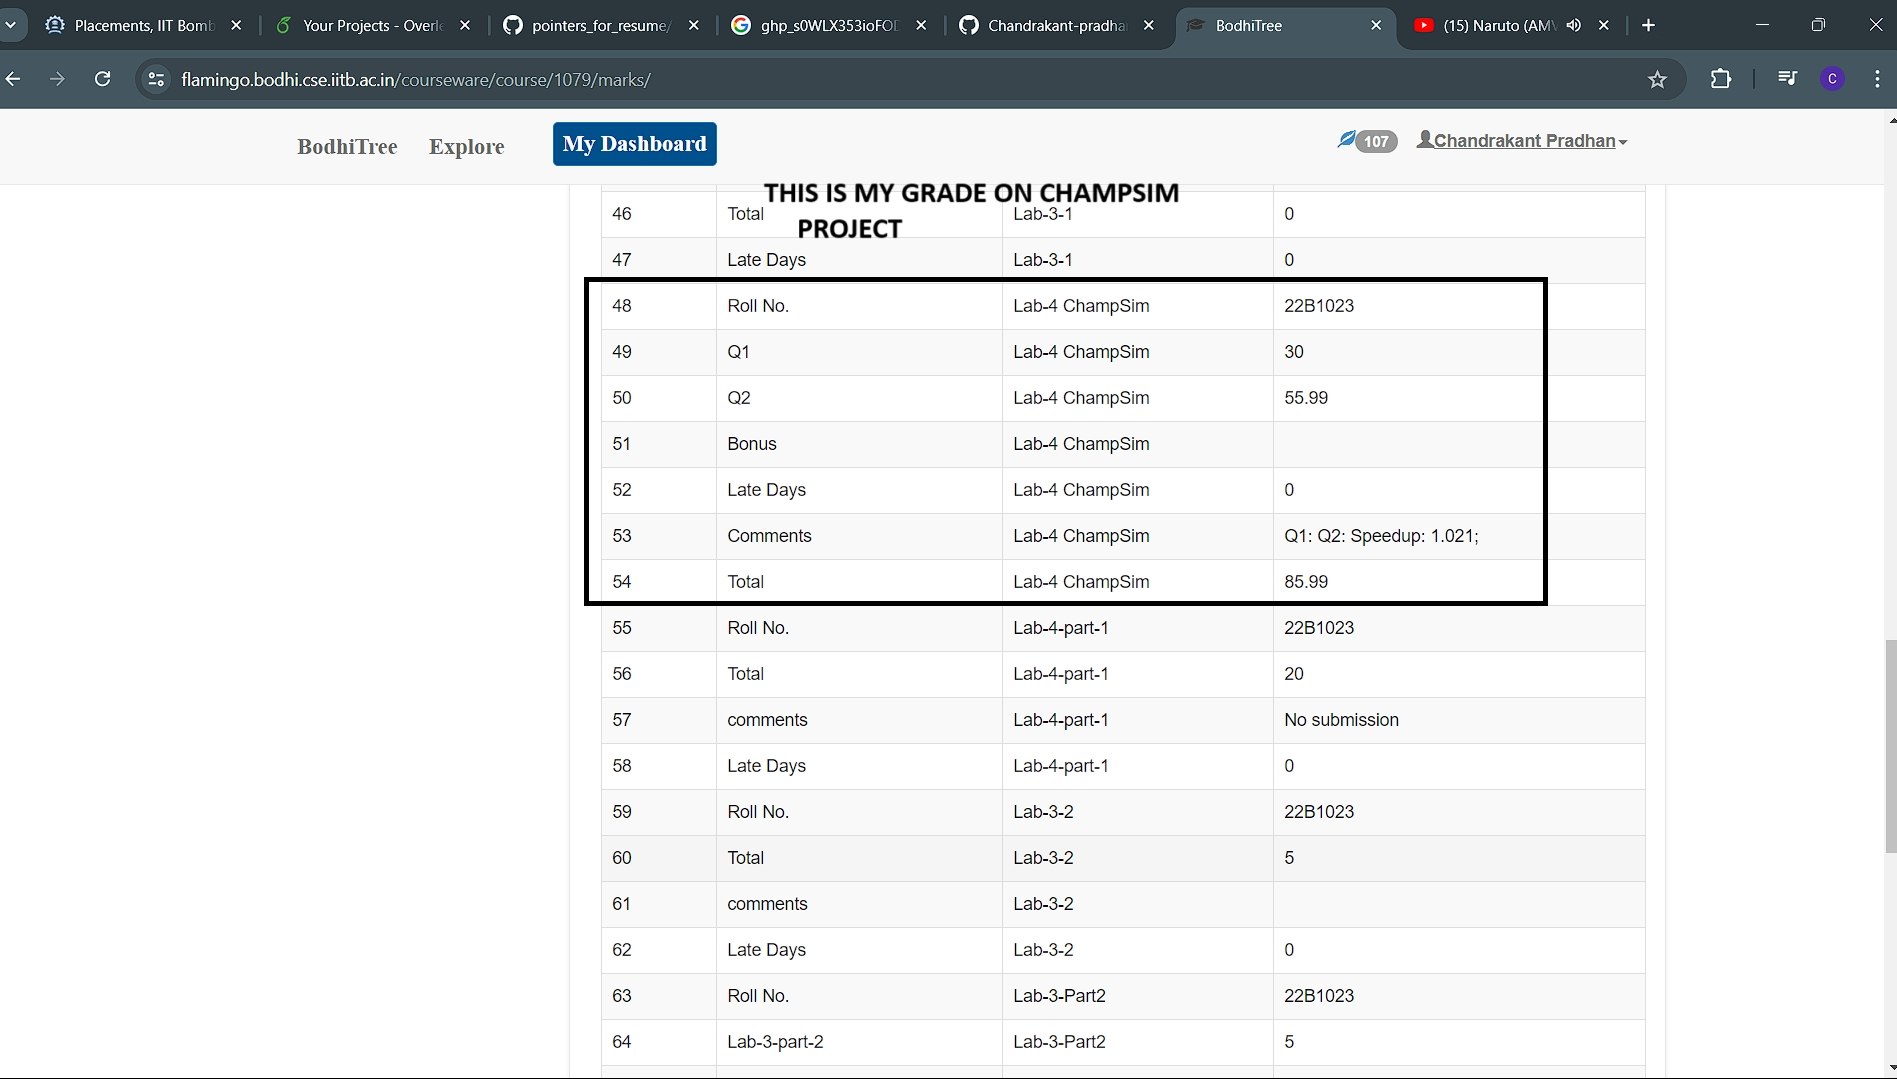 Placements, IIT Bomb
Your Projects - Overle
pointers_for_resume/
ghp_s0WLX353ioFOD
Chandrakant-pradha
BodhiTree
(15) Naruto (AMV
flamingo.bodhi.cse.iitb.ac.in/courseware/course/1079/marks/
C
BodhiTree Explore My Dashboard 107 Chandrakant Pradhan
THIS IS MY GRADE ON CHAMPSIM
PROJECT
46 Total Lab-3-1 0
47 Late Days Lab-3-1 0
48 Roll No. Lab-4 ChampSim 22B1023
49 Q1 Lab-4 ChampSim 30
50 Q2 Lab-4 ChampSim 55.99
51 Bonus Lab-4 ChampSim
52 Late Days Lab-4 ChampSim 0
53 Comments Lab-4 ChampSim Q1: Q2: Speedup: 1.021;
54 Total Lab-4 ChampSim 85.99
55 Roll No. Lab-4-part-1 22B1023
56 Total Lab-4-part-1 20
57 comments Lab-4-part-1 No submission
58 Late Days Lab-4-part-1 0
59 Roll No. Lab-3-2 22B1023
60 Total Lab-3-2 5
61 comments Lab-3-2
62 Late Days Lab-3-2 0
63 Roll No. Lab-3-Part2 22B1023
64 Lab-3-part-2 Lab-3-Part2 5